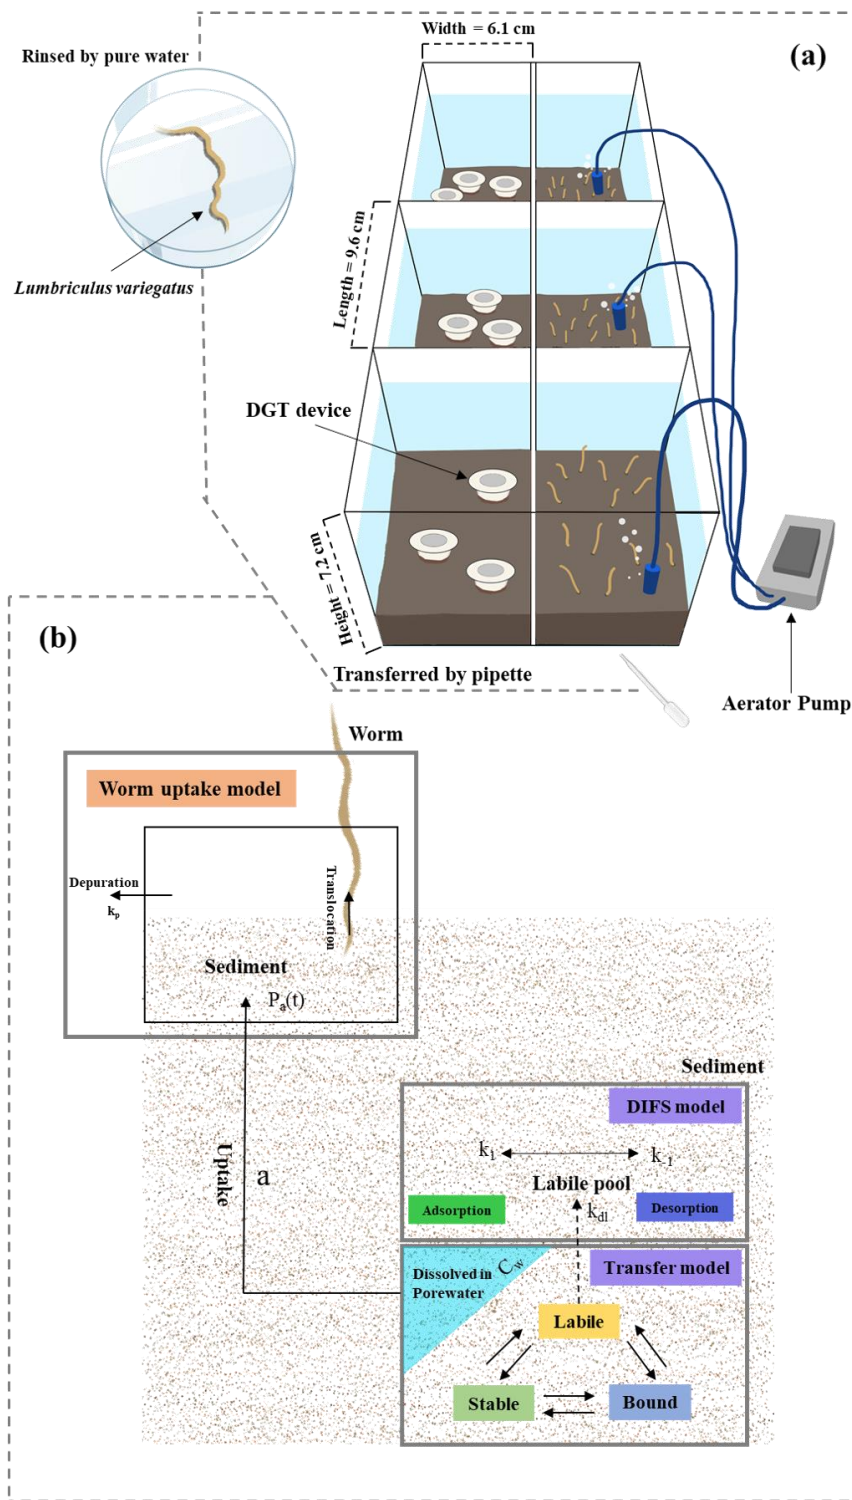 Width = 6.1 cm
(a)
Rinsed by pure water
Lumbriculus variegatus
Length = 9.6 cm
DGT device
Height = 7.2 cm
Transferred by pipette
Aerator Pump
(b)
Worm
Worm uptake model
Depuration
kp
Translocation
Sediment
Pa(t)
Sediment
DIFS model
k1
k-1
Labile pool
Adsorption
kdl
Desorption
Uptake
a
Dissolved in
Porewater
Cw
Transfer model
Labile
Stable
Bound